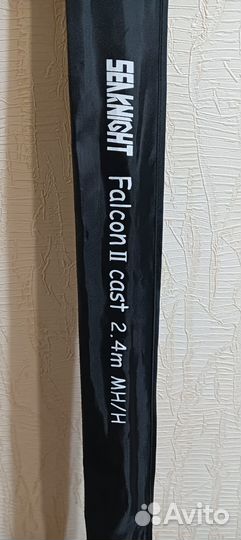 SEAKNIGHT
Falcon II cast 2.4m MH/H
Avito